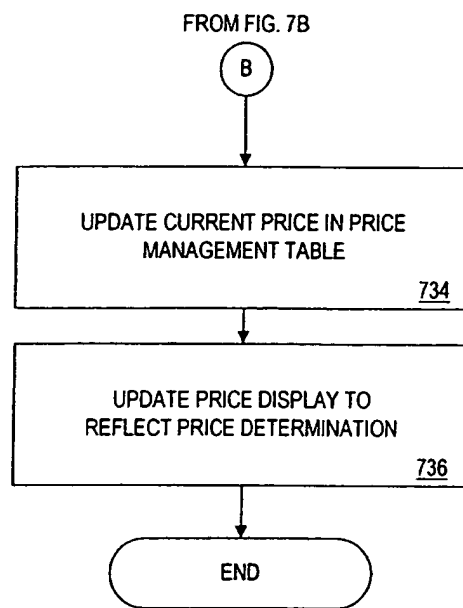 FROM FIG. 7B
B
UPDATE CURRENT PRICE IN PRICE
MANAGEMENT TABLE
734
UPDATE PRICE DISPLAY TO
REFLECT PRICE DETERMINATION
736
END